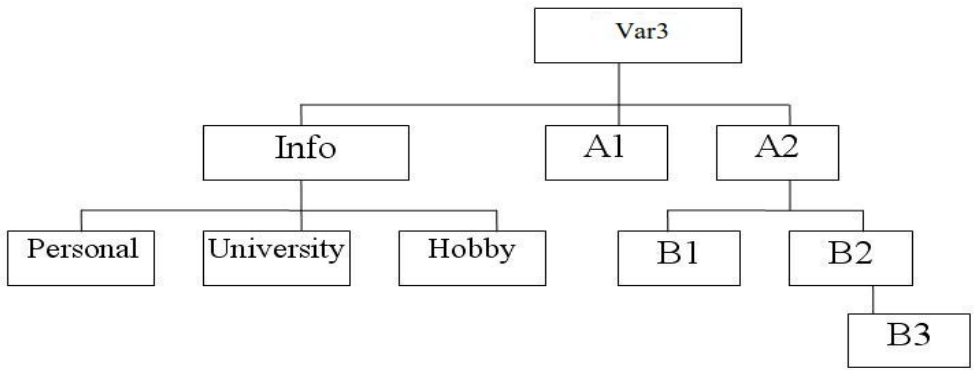 Var3
Info
A1
A2
Personal
University
Hobby
B1
B2
B3